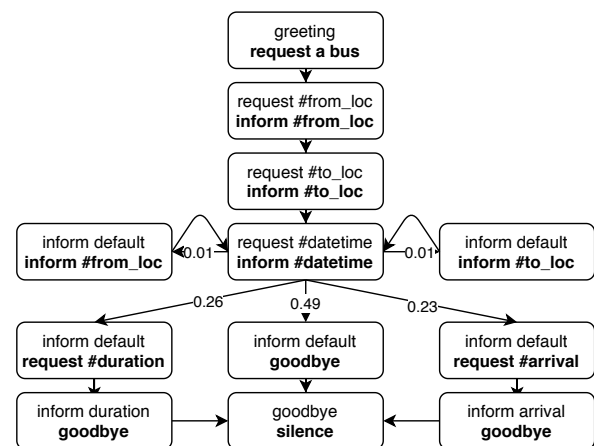 greeting
request a bus
request #from_loc
inform #from_loc
request #to_loc
inform #to_loc
inform default
inform #from_loc
0.01
request #datetime
inform #datetime
0.01
inform default
inform #to_loc
0.26
0.49
0.23
inform default
request #duration
inform default
goodbye
inform default
request #arrival
inform duration
goodbye
goodbye
silence
inform arrival
goodbye